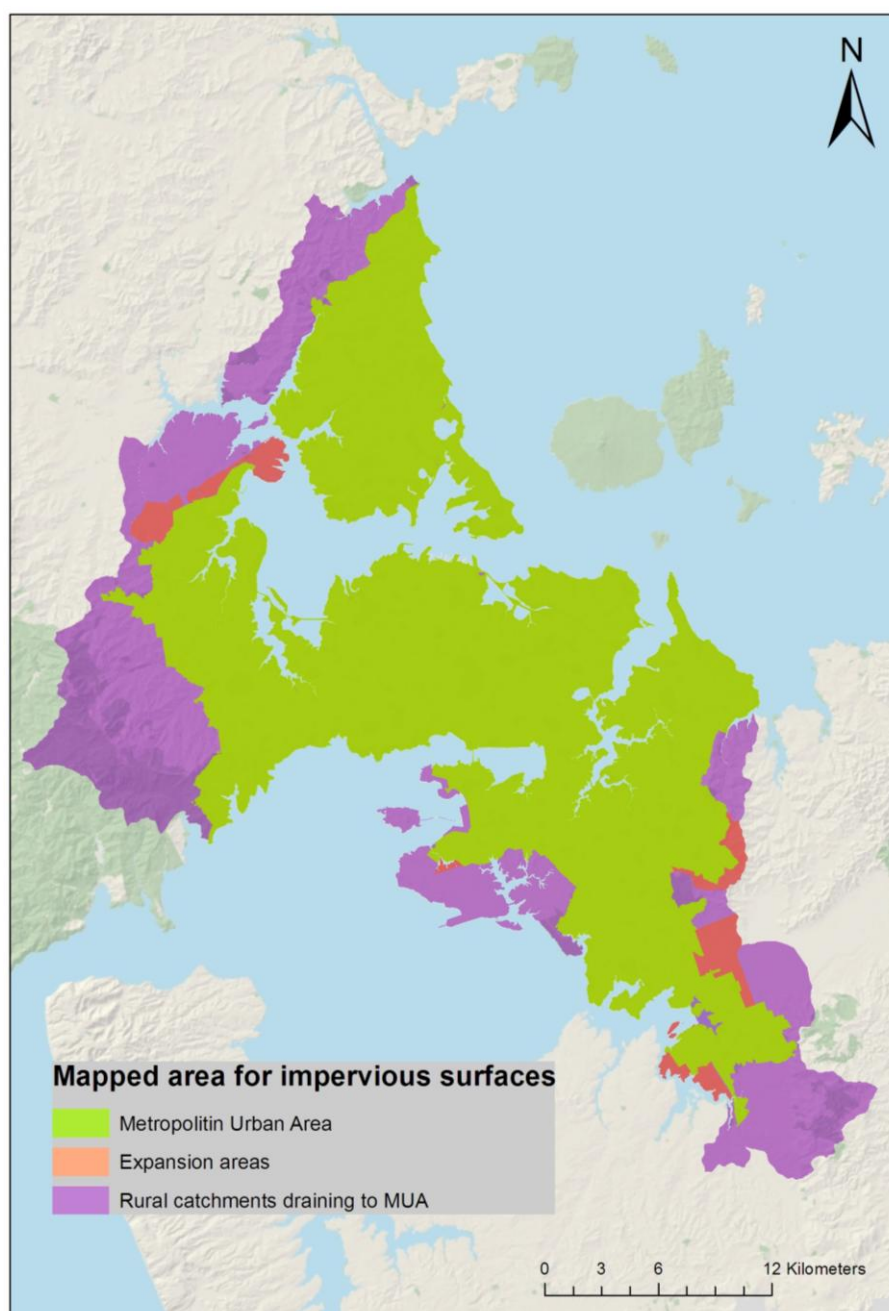 N
Mapped area for impervious surfaces
Metropolitin Urban Area
Expansion areas
Rural catchments draining to MUA
0 3 6 12 Kilometers